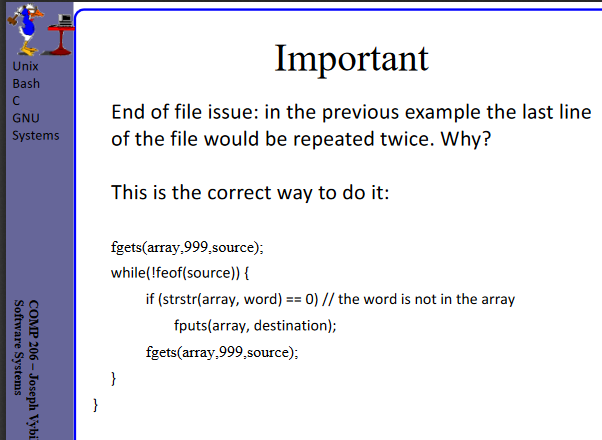 Important
Unix
Bash
C
GNU
Systems
End of file issue: in the previous example the last line
of the file would be repeated twice. Why?
This is the correct way to do it:
fgets(array,999,source);
while(!feof(source)) {
if (strstr(array, word) == 0) // the word is not in the array
fputs(array, destination);
fgets(array,999,source);
}
}
COMP 206 – Joseph Vybi
Software Systems